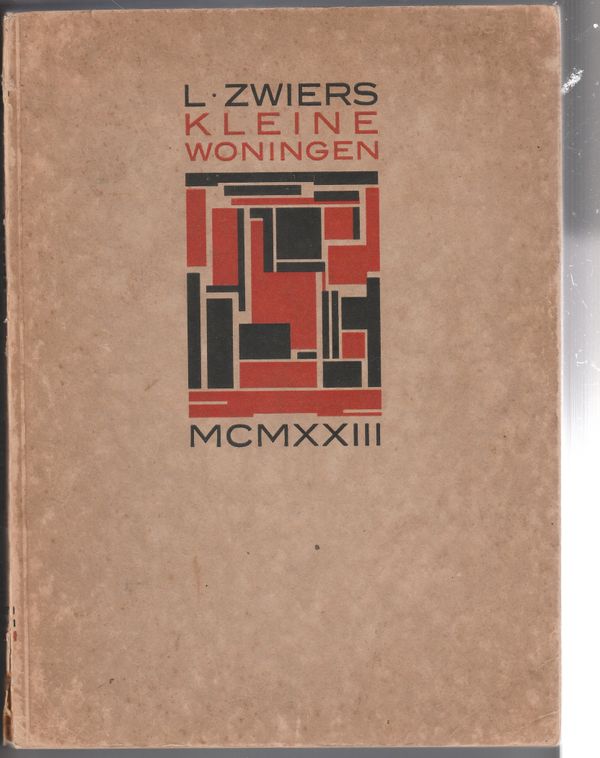 L · ZWIERS
KLEINE
WONINGEN
MCMXXIII